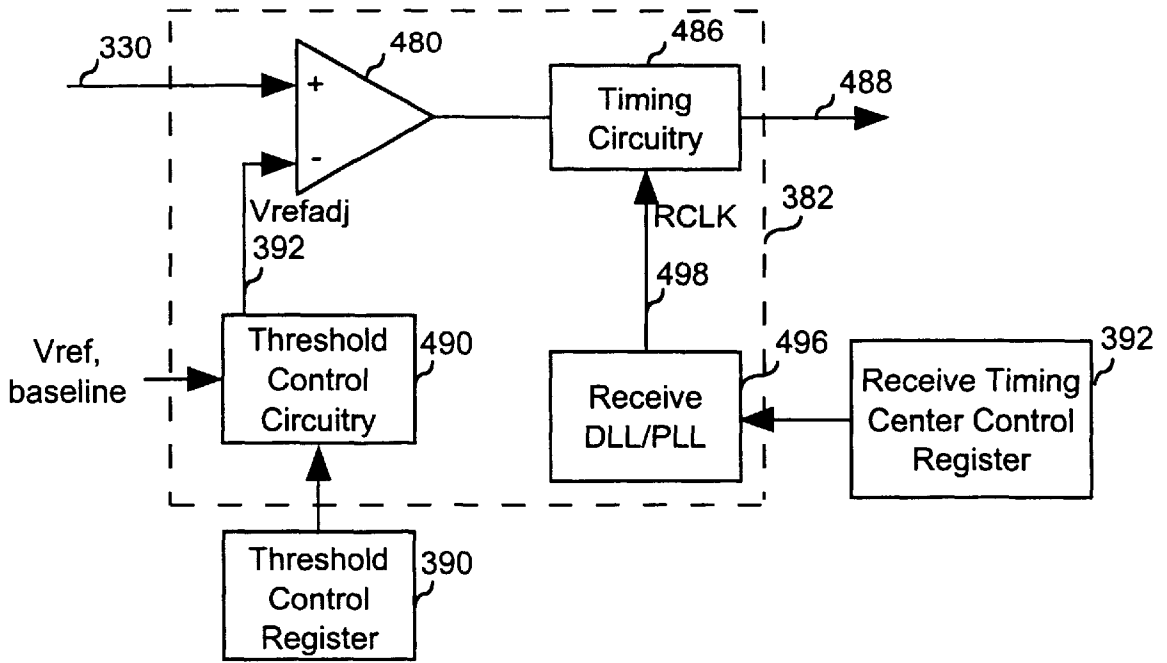 330
+
-
480
486
Timing
Circuitry
488
Vrefadj
392
RCLK
382
498
Vref,
baseline
Threshold
Control
Circuitry
490
Receive
DLL/PLL
496
Receive Timing
Center Control
Register
392
Threshold
Control
Register
390